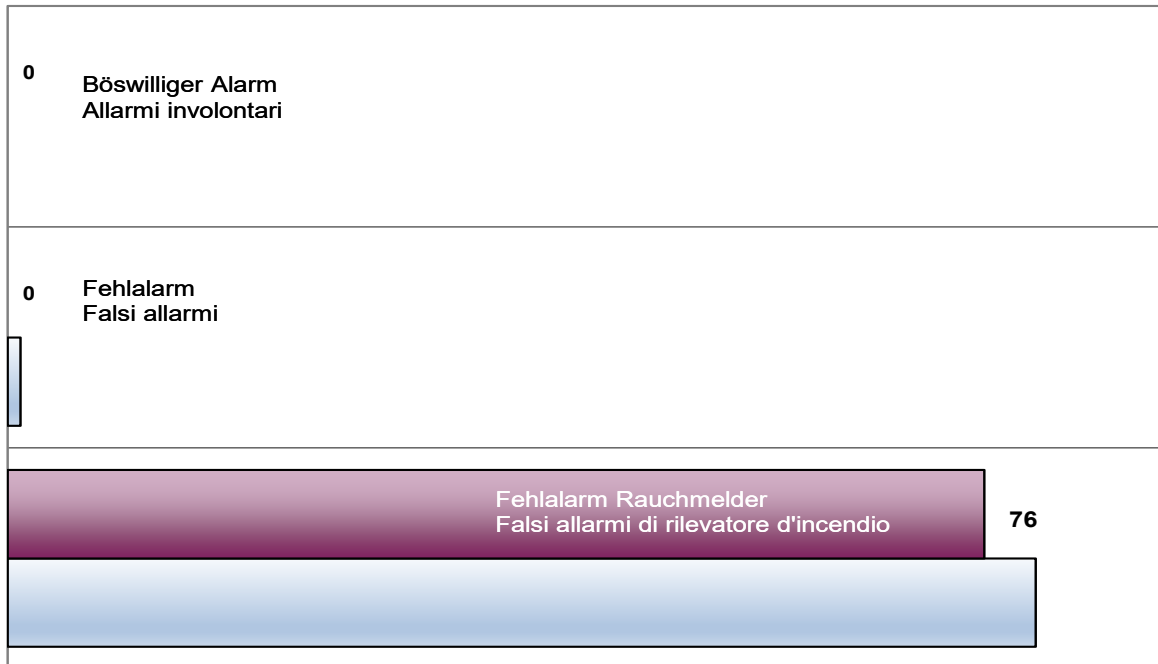 0
Böswilliger Alarm
Allarmi involontari
0
Fehlalarm
Falsi allarmi
Fehlalarm Rauchmelder
Falsi allarmi di rilevatore d'incendio
76